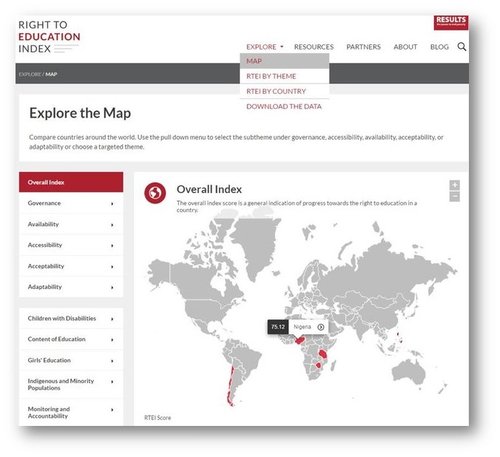 RIGHT TO
EDUCATION
INDEX
RESULTS
EXPLORE
RESOURCES
PARTNERS
ABOUT
BLOG
MAP
RTEI BY THEME
RTEI BY COUNTRY
DOWNLOAD THE DATA
EXPLORE / MAP
Explore the Map
Compare countries around the world. Use the pull down menu to select the subtheme under governance, accessibility, availability, acceptability, or
adaptability or choose a targeted theme.
Overall Index
Governance
Availability
Accessibility
Acceptability
Adaptability
Children with Disabilities
Content of Education
Girls' Education
Indigenous and Minority
Populations
Monitoring and
Accountability
Overall Index
The overall index score is a general indication of progress towards the right to education in a
country.
+
−
75.12 Nigeria
RTEI Score